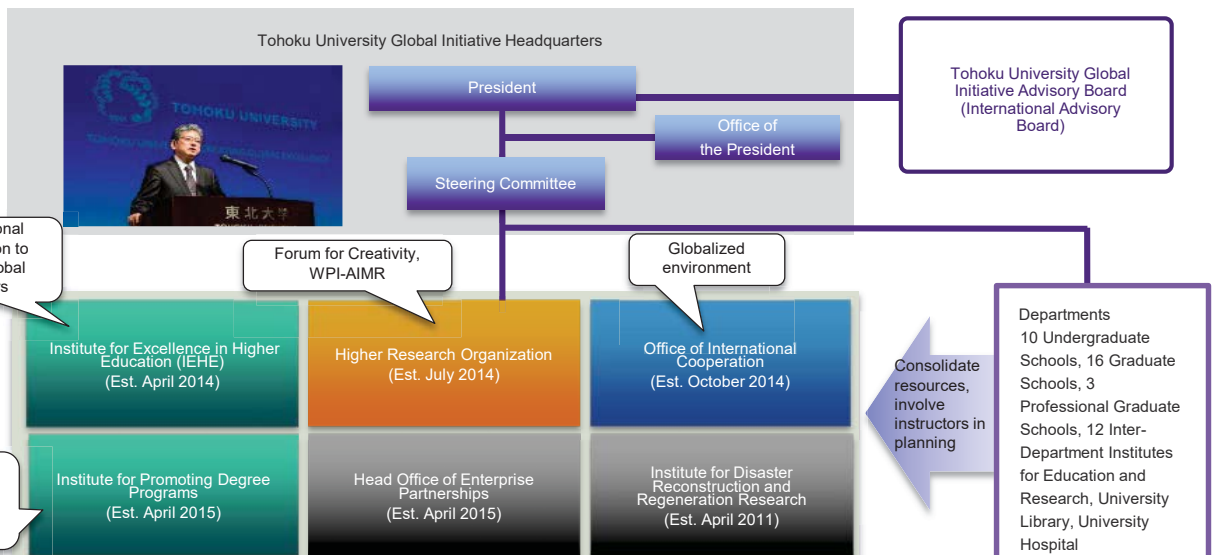 Tohoku University Global Initiative Headquarters
TOHOKU UNIVERSITY
東北大学
President
Office of
the President
Steering Committee
Tohoku University Global
Initiative Advisory Board
(International Advisory
Board)
Forum for Creativity,
WPI-AIMR
Globalized
environment
Institute for Excellence in Higher
Education (IEHE)
(Est. April 2014)
Higher Research Organization
(Est. July 2014)
Office of International
Cooperation
(Est. October 2014)
Institute for Promoting Degree
Programs
(Est. April 2015)
Head Office of Enterprise
Partnerships
(Est. April 2015)
Institute for Disaster
Reconstruction and
Regeneration Research
(Est. April 2011)
Consolidate
resources,
involve
instructors in
planning
Departments
10 Undergraduate
Schools, 16 Graduate
Schools, 3
Professional Graduate
Schools, 12 Inter-
Department Institutes
for Education and
Research, University
Library, University
Hospital